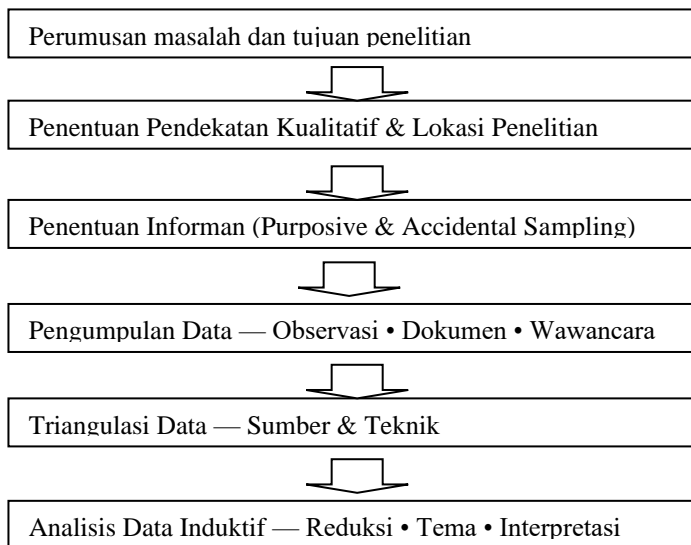 Perumusan masalah dan tujuan penelitian
Penentuan Pendekatan Kualitatif & Lokasi Penelitian
Penentuan Informan (Purposive & Accidental Sampling)
Pengumpulan Data — Observasi • Dokumen • Wawancara
Triangulasi Data — Sumber & Teknik
Analisis Data Induktif — Reduksi • Tema • Interpretasi